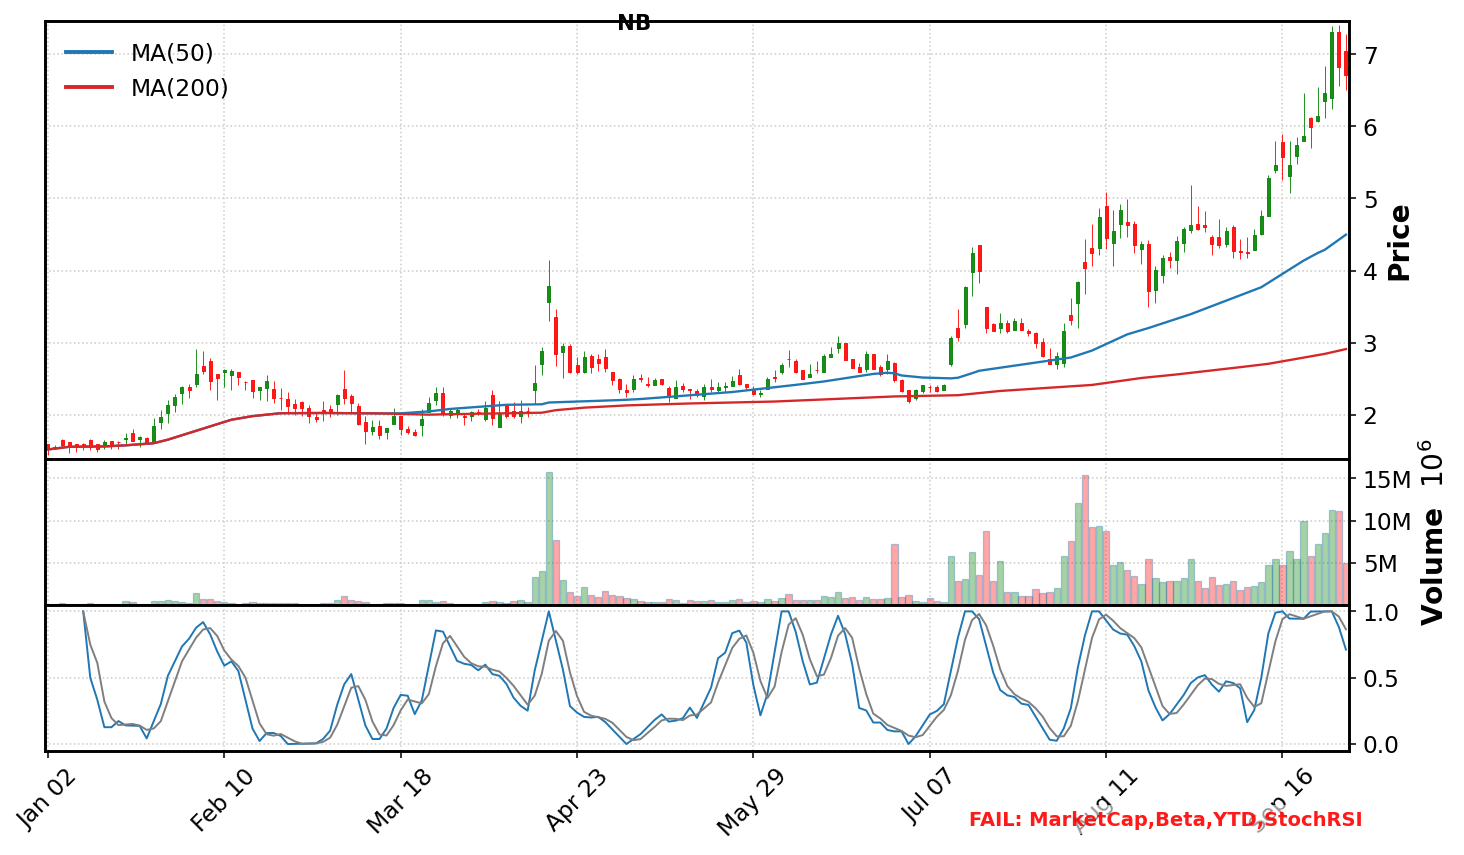 NB
MA(50)
MA(200)
7
6
5
4
3
2
Price
15M
10M
5M
Volume 10^6
1.0
0.5
0.0
Jan 02
Feb 10
Mar 18
Apr 23
May 29
Jul 07
Aug 11
Sep 16
FAIL: MarketCap,Beta,YTD,StochRSI